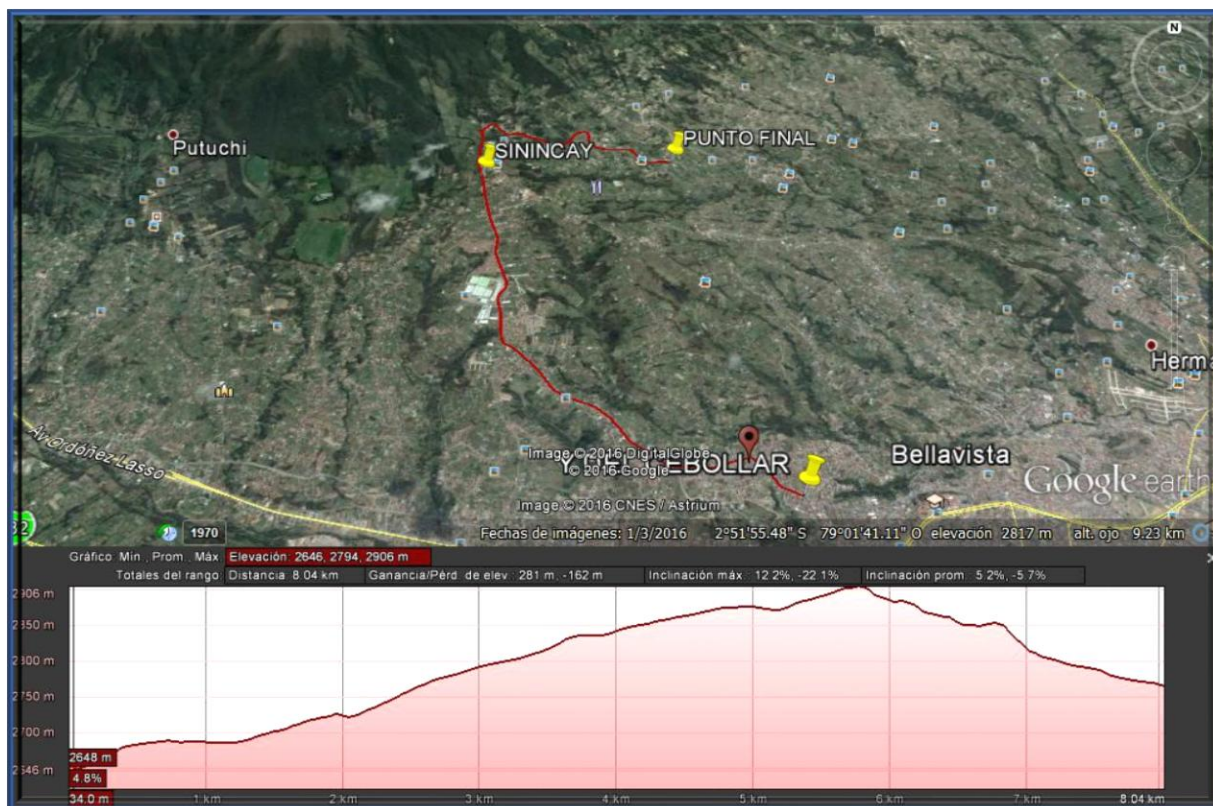 N
Putuchi
SININCAY
PUNTO FINAL
Herma
Av Ordóñez Lasso
Image © 2016 DigitalGlobe
© 2016 Google
EBOLLAR
Bellavista
Google earth
Image © 2016 CNES / Astrium
1970
Fechas de imágenes: 1/3/2016 2°51'55.48" S 79°01'41.11" O elevación 2817 m alt. ojo 9.23 km
Gráfico: Mín., Prom., Máx Elevación: 2646, 2794, 2906 m
Totales del rango: Distancia: 8.04 km Ganancia/Pérd. de elev.: 281 m, -162 m Inclinación máx.: 12.2%, -22.1% Inclinación prom.: 5.2%, -5.7%
2906 m
2850 m
2800 m
2750 m
2700 m
2648 m
2646 m
4.8%
34.0 m 1 km 2 km 3 km 4 km 5 km 6 km 7 km 8.04 km